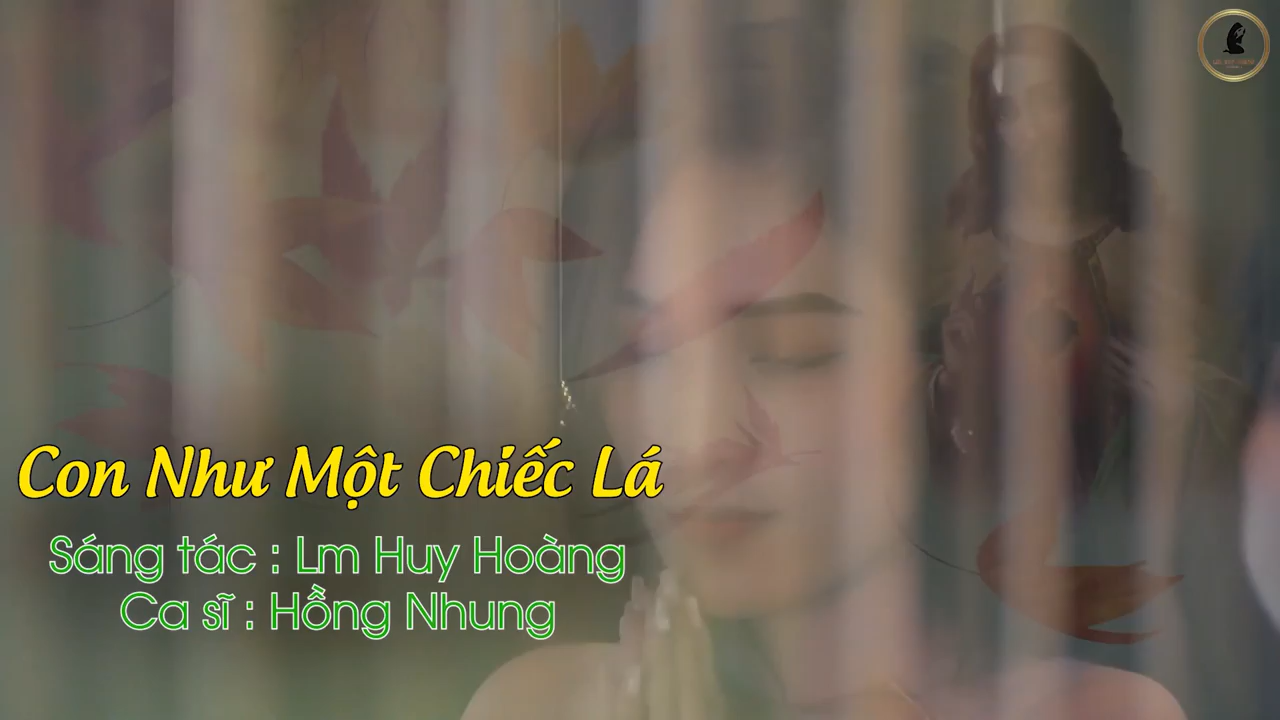 Con Như Một Chiếc Lá
Sáng tác : Lm Huy Hoàng
Ca sĩ : Hồng Nhung